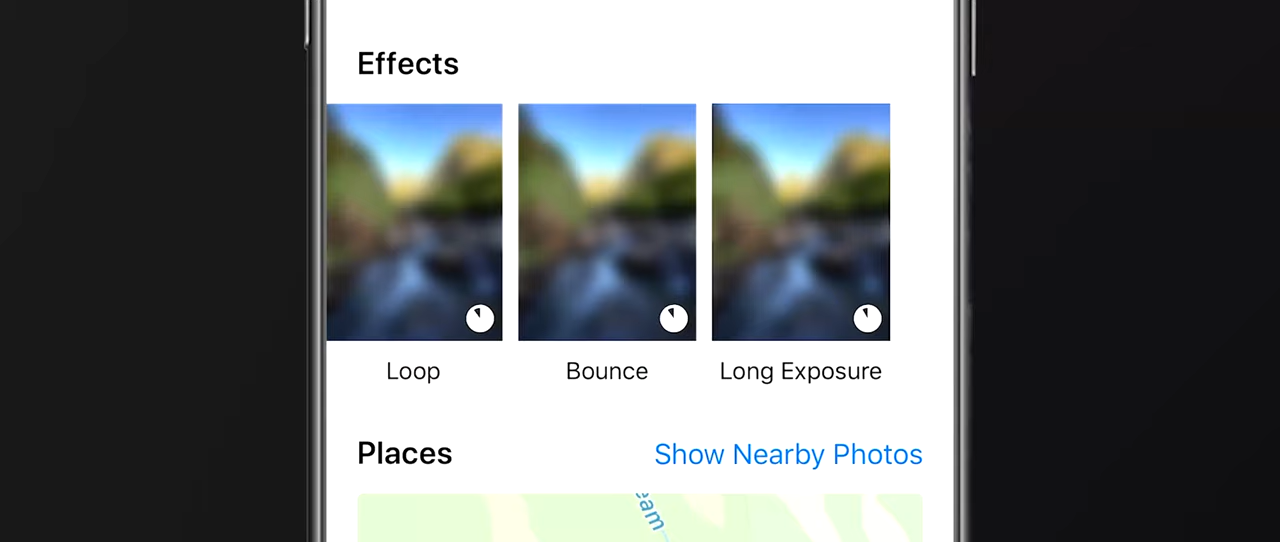 Effects
Loop
Bounce
Long Exposure
Places
Show Nearby Photos